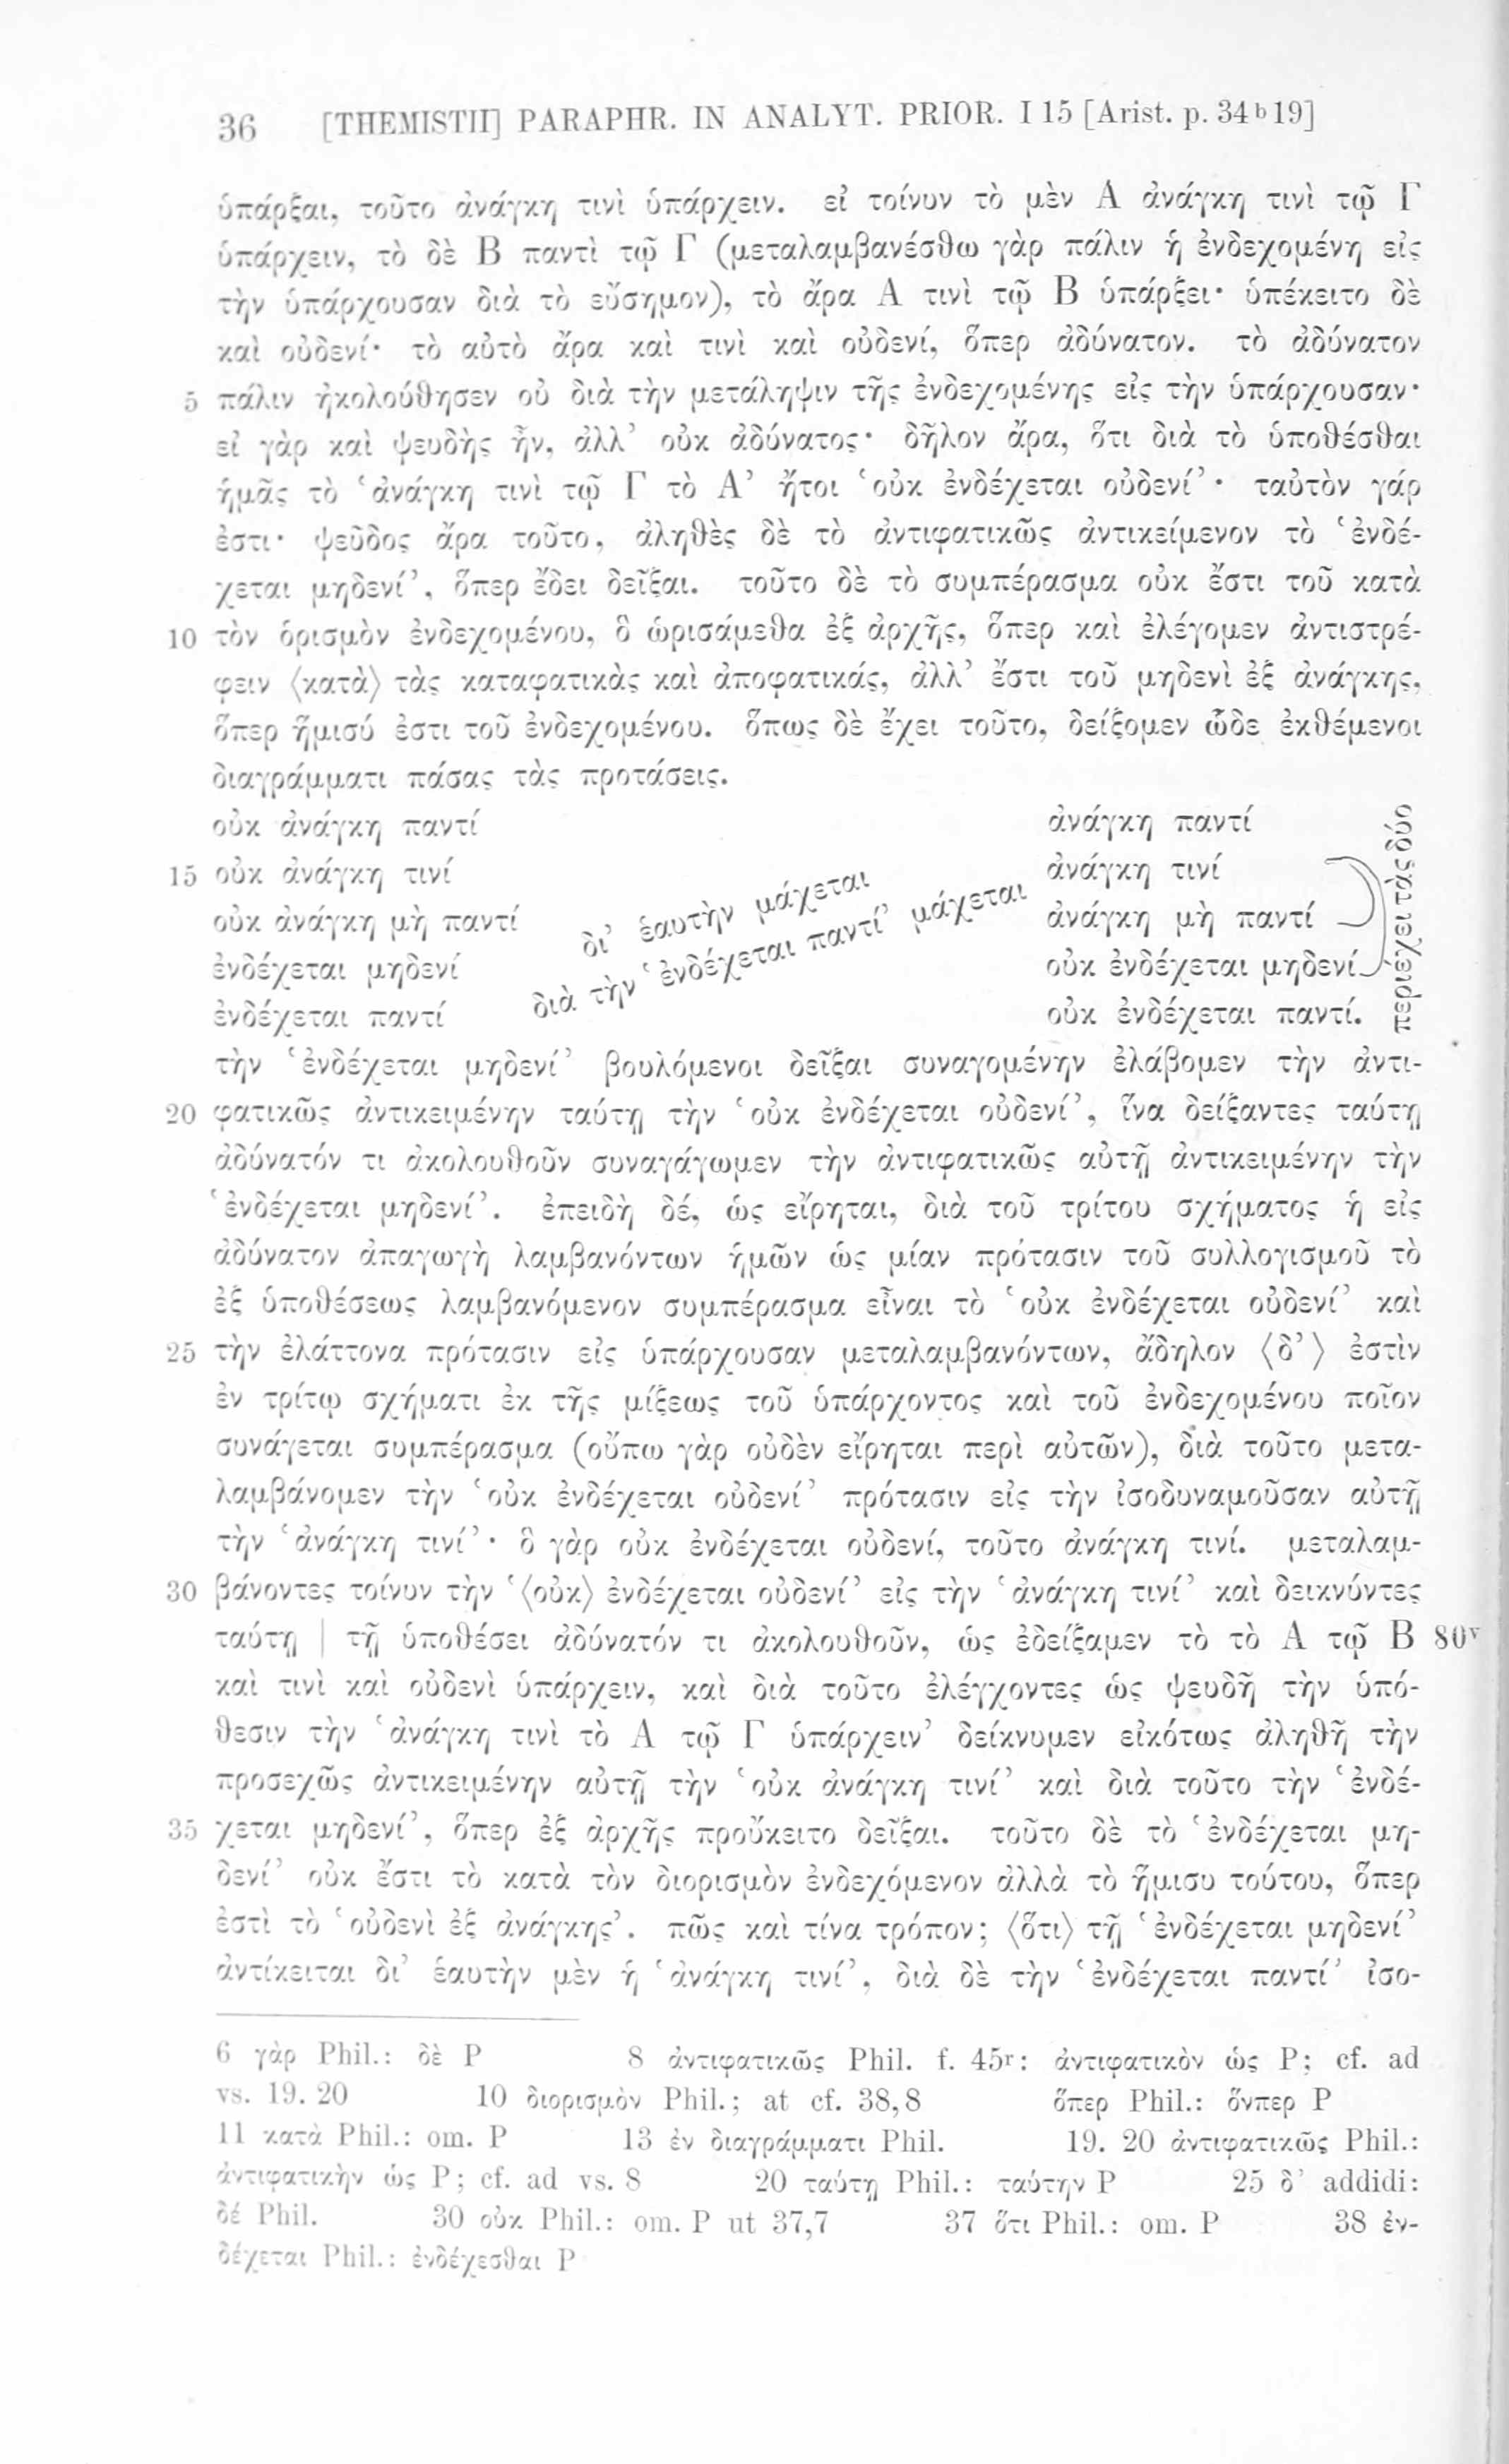 36 [THEMISTII] PARAPHR. IN ANALYT. PRIOR. I 15 [Arist. p. 34b19]
ὑπάρξαι, τοῦτο ἀνάγκη τινὶ ὑπάρχειν. εἰ τοίνυν τὸ μὲν Α ἀνάγκη τινὶ τῷ Γ
ὑπάρχειν, τὸ δὲ Β παντὶ τῷ Γ (μεταλαμβανέσθω γὰρ πάλιν ἡ ἐνδεχομένη εἰς
τὴν ὑπάρχουσαν διὰ τὸ εὔσημον), τὸ ἄρα Α τινὶ τῷ Β ὑπάρξει· ὑπέκειτο δὲ
καὶ οὐδενί· τὸ αὐτὸ ἄρα καὶ τινὶ καὶ οὐδενί, ὅπερ ἀδύνατον. τὸ ἀδύνατον
5 πάλιν ἠκολούθησεν οὐ διὰ τὴν μετάληψιν τῆς ἐνδεχομένης εἰς τὴν ὑπάρχουσαν·
εἰ γὰρ καὶ ψευδὴς ἦν, ἀλλ’ οὐκ ἀδύνατος· δῆλον ἄρα, ὅτι διὰ τὸ ὑποθέσθαι
ἡμᾶς τὸ ‘ἀνάγκη τινὶ τῷ Γ τὸ Α’ ἤτοι ‘οὐκ ἐνδέχεται οὐδενί’· ταὐτὸν γάρ
ἐστι· ψεῦδος ἄρα τοῦτο, ἀληθὲς δὲ τὸ ἀντιφατικῶς ἀντικείμενον τὸ ‘ἐνδέ-
χεται μηδενί’, ὅπερ ἔδει δεῖξαι. τοῦτο δὲ τὸ συμπέρασμα οὐκ ἔστι τοῦ κατὰ
10 τὸν ὁρισμὸν ἐνδεχομένου, ὃ ὡρισάμεθα ἐξ ἀρχῆς, ὅπερ καὶ ἐλέγομεν ἀντιστρέ-
φειν ⟨κατὰ⟩ τὰς καταφατικὰς καὶ ἀποφατικάς, ἀλλ’ ἔστι τοῦ μηδενὶ ἐξ ἀνάγκης,
ὅπερ ἥμισύ ἐστι τοῦ ἐνδεχομένου. ὅπως δὲ ἔχει τοῦτο, δείξομεν ὧδε ἐκθέμενοι
διαγράμματι πάσας τὰς προτάσεις.
οὐκ ἀνάγκη παντί ἀνάγκη παντί
15 οὐκ ἀνάγκη τινί ἀνάγκη τινί
οὐκ ἀνάγκη μὴ παντί δι’ ἑαυτὴν μάχεται ἀνάγκη μὴ παντί
ἐνδέχεται μηδενί διὰ τὴν ‘ἐνδέχεται παντί’ μάχεται οὐκ ἐνδέχεται μηδενί
ἐνδέχεται παντί οὐκ ἐνδέχεται παντί.
περιέχει τὰς δύο
τὴν ‘ἐνδέχεται μηδενί’ βουλόμενοι δεῖξαι συναγομένην ἐλάβομεν τὴν ἀντι-
20 φατικῶς ἀντικειμένην ταύτῃ τὴν ‘οὐκ ἐνδέχεται οὐδενί’, ἵνα δείξαντες ταύτῃ
ἀδύνατόν τι ἀκολουθοῦν συναγάγωμεν τὴν ἀντιφατικῶς αὐτῇ ἀντικειμένην τὴν
‘ἐνδέχεται μηδενί’. ἐπειδὴ δέ, ὡς εἴρηται, διὰ τοῦ τρίτου σχήματος ἡ εἰς
ἀδύνατον ἀπαγωγὴ λαμβανόντων ἡμῶν ὡς μίαν πρότασιν τοῦ συλλογισμοῦ τὸ
ἐξ ὑποθέσεως λαμβανόμενον συμπέρασμα εἶναι τὸ ‘οὐκ ἐνδέχεται οὐδενί’ καὶ
25 τὴν ἐλάττονα πρότασιν εἰς ὑπάρχουσαν μεταλαμβανόντων, ἄδηλον ⟨δ’⟩ ἐστὶν
ἐν τρίτῳ σχήματι ἐκ τῆς μίξεως τοῦ ὑπάρχοντος καὶ τοῦ ἐνδεχομένου ποῖον
συνάγεται συμπέρασμα (οὔπω γὰρ οὐδὲν εἴρηται περὶ αὐτῶν), διὰ τοῦτο μετα-
λαμβάνομεν τὴν ‘οὐκ ἐνδέχεται οὐδενί’ πρότασιν εἰς τὴν ἰσοδυναμοῦσαν αὐτῇ
τὴν ‘ἀνάγκη τινί’· ὃ γὰρ οὐκ ἐνδέχεται οὐδενί, τοῦτο ἀνάγκη τινί. μεταλαμ-
30 βάνοντες τοίνυν τὴν ‘⟨οὐκ⟩ ἐνδέχεται οὐδενί’ εἰς τὴν ‘ἀνάγκη τινί’ καὶ δεικνύντες
ταύτῃ | τῇ ὑποθέσει ἀδύνατόν τι ἀκολουθοῦν, ὡς ἐδείξαμεν τὸ τὸ Α τῷ Β 80v
καὶ τινὶ καὶ οὐδενὶ ὑπάρχειν, καὶ διὰ τοῦτο ἐλέγχοντες ὡς ψευδῆ τὴν ὑπό-
θεσιν τὴν ‘ἀνάγκη τινὶ τὸ Α τῷ Γ ὑπάρχειν’ δείκνυμεν εἰκότως ἀληθῆ τὴν
προσεχῶς ἀντικειμένην αὐτῇ τὴν ‘οὐκ ἀνάγκη τινί’ καὶ διὰ τοῦτο τὴν ‘ἐνδέ-
35 χεται μηδενί’, ὅπερ ἐξ ἀρχῆς προὔκειτο δεῖξαι. τοῦτο δὲ τὸ ‘ἐνδέχεται μη-
δενί’ οὐκ ἔστι τὸ κατὰ τὸν διορισμὸν ἐνδεχόμενον ἀλλὰ τὸ ἥμισυ τούτου, ὅπερ
ἐστὶ τὸ ‘οὐδενὶ ἐξ ἀνάγκης’. πῶς καὶ τίνα τρόπον; ⟨ὅτι⟩ τῇ ‘ἐνδέχεται μηδενί’
ἀντίκειται δι’ ἑαυτὴν μὲν ἡ ‘ἀνάγκη τινί’, διὰ δὲ τὴν ‘ἐνδέχεται παντί’ ἰσο-
6 γὰρ Phil.: δὲ P 8 ἀντιφατικῶς Phil. f. 45r: ἀντιφατικὸν ὡς P; cf. ad
vs. 19. 20 10 διορισμὸν Phil.; at cf. 38,8 ὅπερ Phil.: ὅνπερ P
11 κατὰ Phil.: om. P 13 ἐν διαγράμματι Phil. 19. 20 ἀντιφατικῶς Phil.:
ἀντιφατικὴν ὡς P; cf. ad vs. 8 20 ταύτῃ Phil.: ταύτην P 25 δ’ addidi:
δέ Phil. 30 οὐκ Phil.: om. P ut 37,7 37 ὅτι Phil.: om. P 38 ἐν-
δέχεται Phil.: ἐνδέχεσθαι P